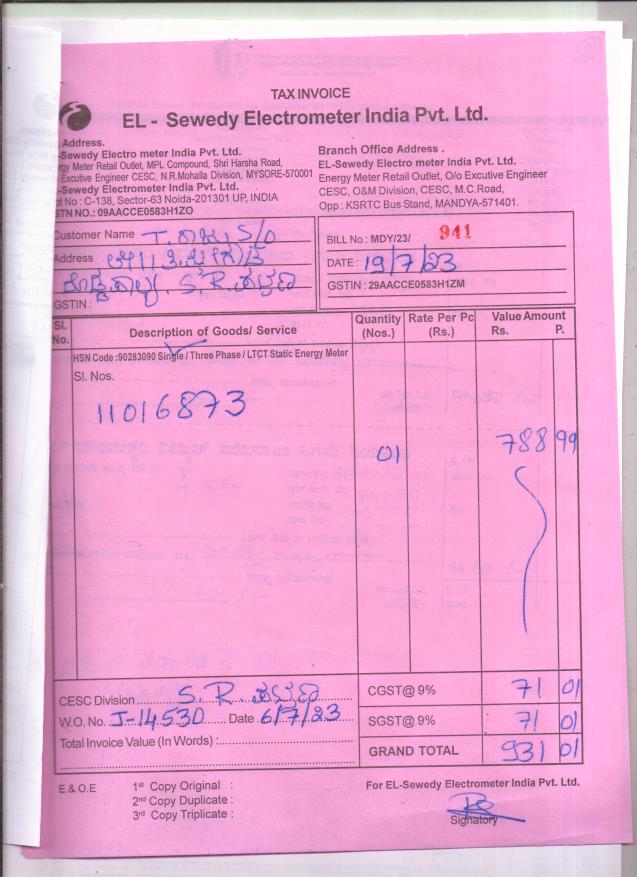 TAX INVOICE
EL - Sewedy Electrometer India Pvt. Ltd.
Address.
-Sewedy Electro meter India Pvt. Ltd.
ergy Meter Retail Outlet, MPL Compound, Shri Harsha Road,
Excutive Engineer CESC, N.R.Mohalla Division, MYSORE-570001
-Sewedy Electrometer India Pvt. Ltd.
ot No : C-138, Sector-63 Noida-201301 UP, INDIA
STN NO.: 09AACCE0583H1ZO
Branch Office Address .
EL-Sewedy Electro meter India Pvt. Ltd.
Energy Meter Retail Outlet, O/o Excutive Engineer
CESC, O&M Division, CESC, M.C.Road,
Opp : KSRTC Bus Stand, MANDYA-571401.
Customer Name T. ರಾಜು S/o
Address
S.R.ಪಟ್ಟಣ
GSTIN :
BILL No.: MDY/23/ 941
DATE : 19/7/23
GSTIN : 29AACCE0583H1ZM
Sl. No. Description of Goods/ Service Quantity (Nos.) Rate Per Pc (Rs.) Value Amount Rs. P.
HSN Code :90283090 Single / Three Phase / LTCT Static Energy Meter
Sl. Nos.
11016873
01 788 99
CESC Division S. R. ಪಟ್ಟಣ
W.O. No. J-14530 Date 6/7/23
Total Invoice Value (In Words) :
CGST@ 9% 71 01
SGST@ 9% 71 01
GRAND TOTAL 931 01
E.& O.E 1st Copy Original :
2nd Copy Duplicate :
3rd Copy Triplicate :
For EL-Sewedy Electrometer India Pvt. Ltd.
Signatory